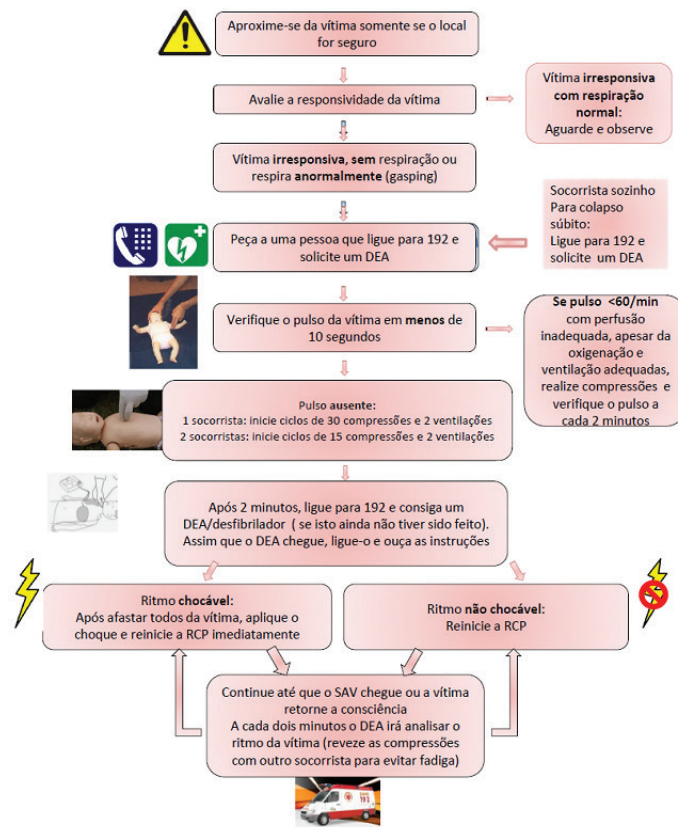 Aproxime-se da vítima somente se o local
for seguro
Avalie a responsividade da vítima
Vítima irresponsiva
com respiração
normal:
Aguarde e observe
Vítima irresponsiva, sem respiração ou
respira anormalmente (gasping)
Socorrista sozinho
Para colapso
súbito:
Ligue para 192 e
solicite um DEA
Peça a uma pessoa que ligue para 192 e
solicite um DEA
Verifique o pulso da vítima em menos de
10 segundos
Se pulso <60/min
com perfusão
inadequada, apesar da
oxigenação e
ventilação adequadas,
realize compressões e
verifique o pulso a
cada 2 minutos
Pulso ausente:
1 socorrista: inicie ciclos de 30 compressões e 2 ventilações
2 socorristas: inicie ciclos de 15 compressões e 2 ventilações
Após 2 minutos, ligue para 192 e consiga um
DEA/desfibrilador ( se isto ainda não tiver sido feito).
Assim que o DEA chegue, ligue-o e ouça as instruções
Ritmo chocável:
Após afastar todos da vítima, aplique o
choque e reinicie a RCP imediatamente
Ritmo não chocável:
Reinicie a RCP
Continue até que o SAV chegue ou a vítima
retorne a consciência
A cada dois minutos o DEA irá analisar o
ritmo da vítima (reveze as compressões
com outro socorrista para evitar fadiga)